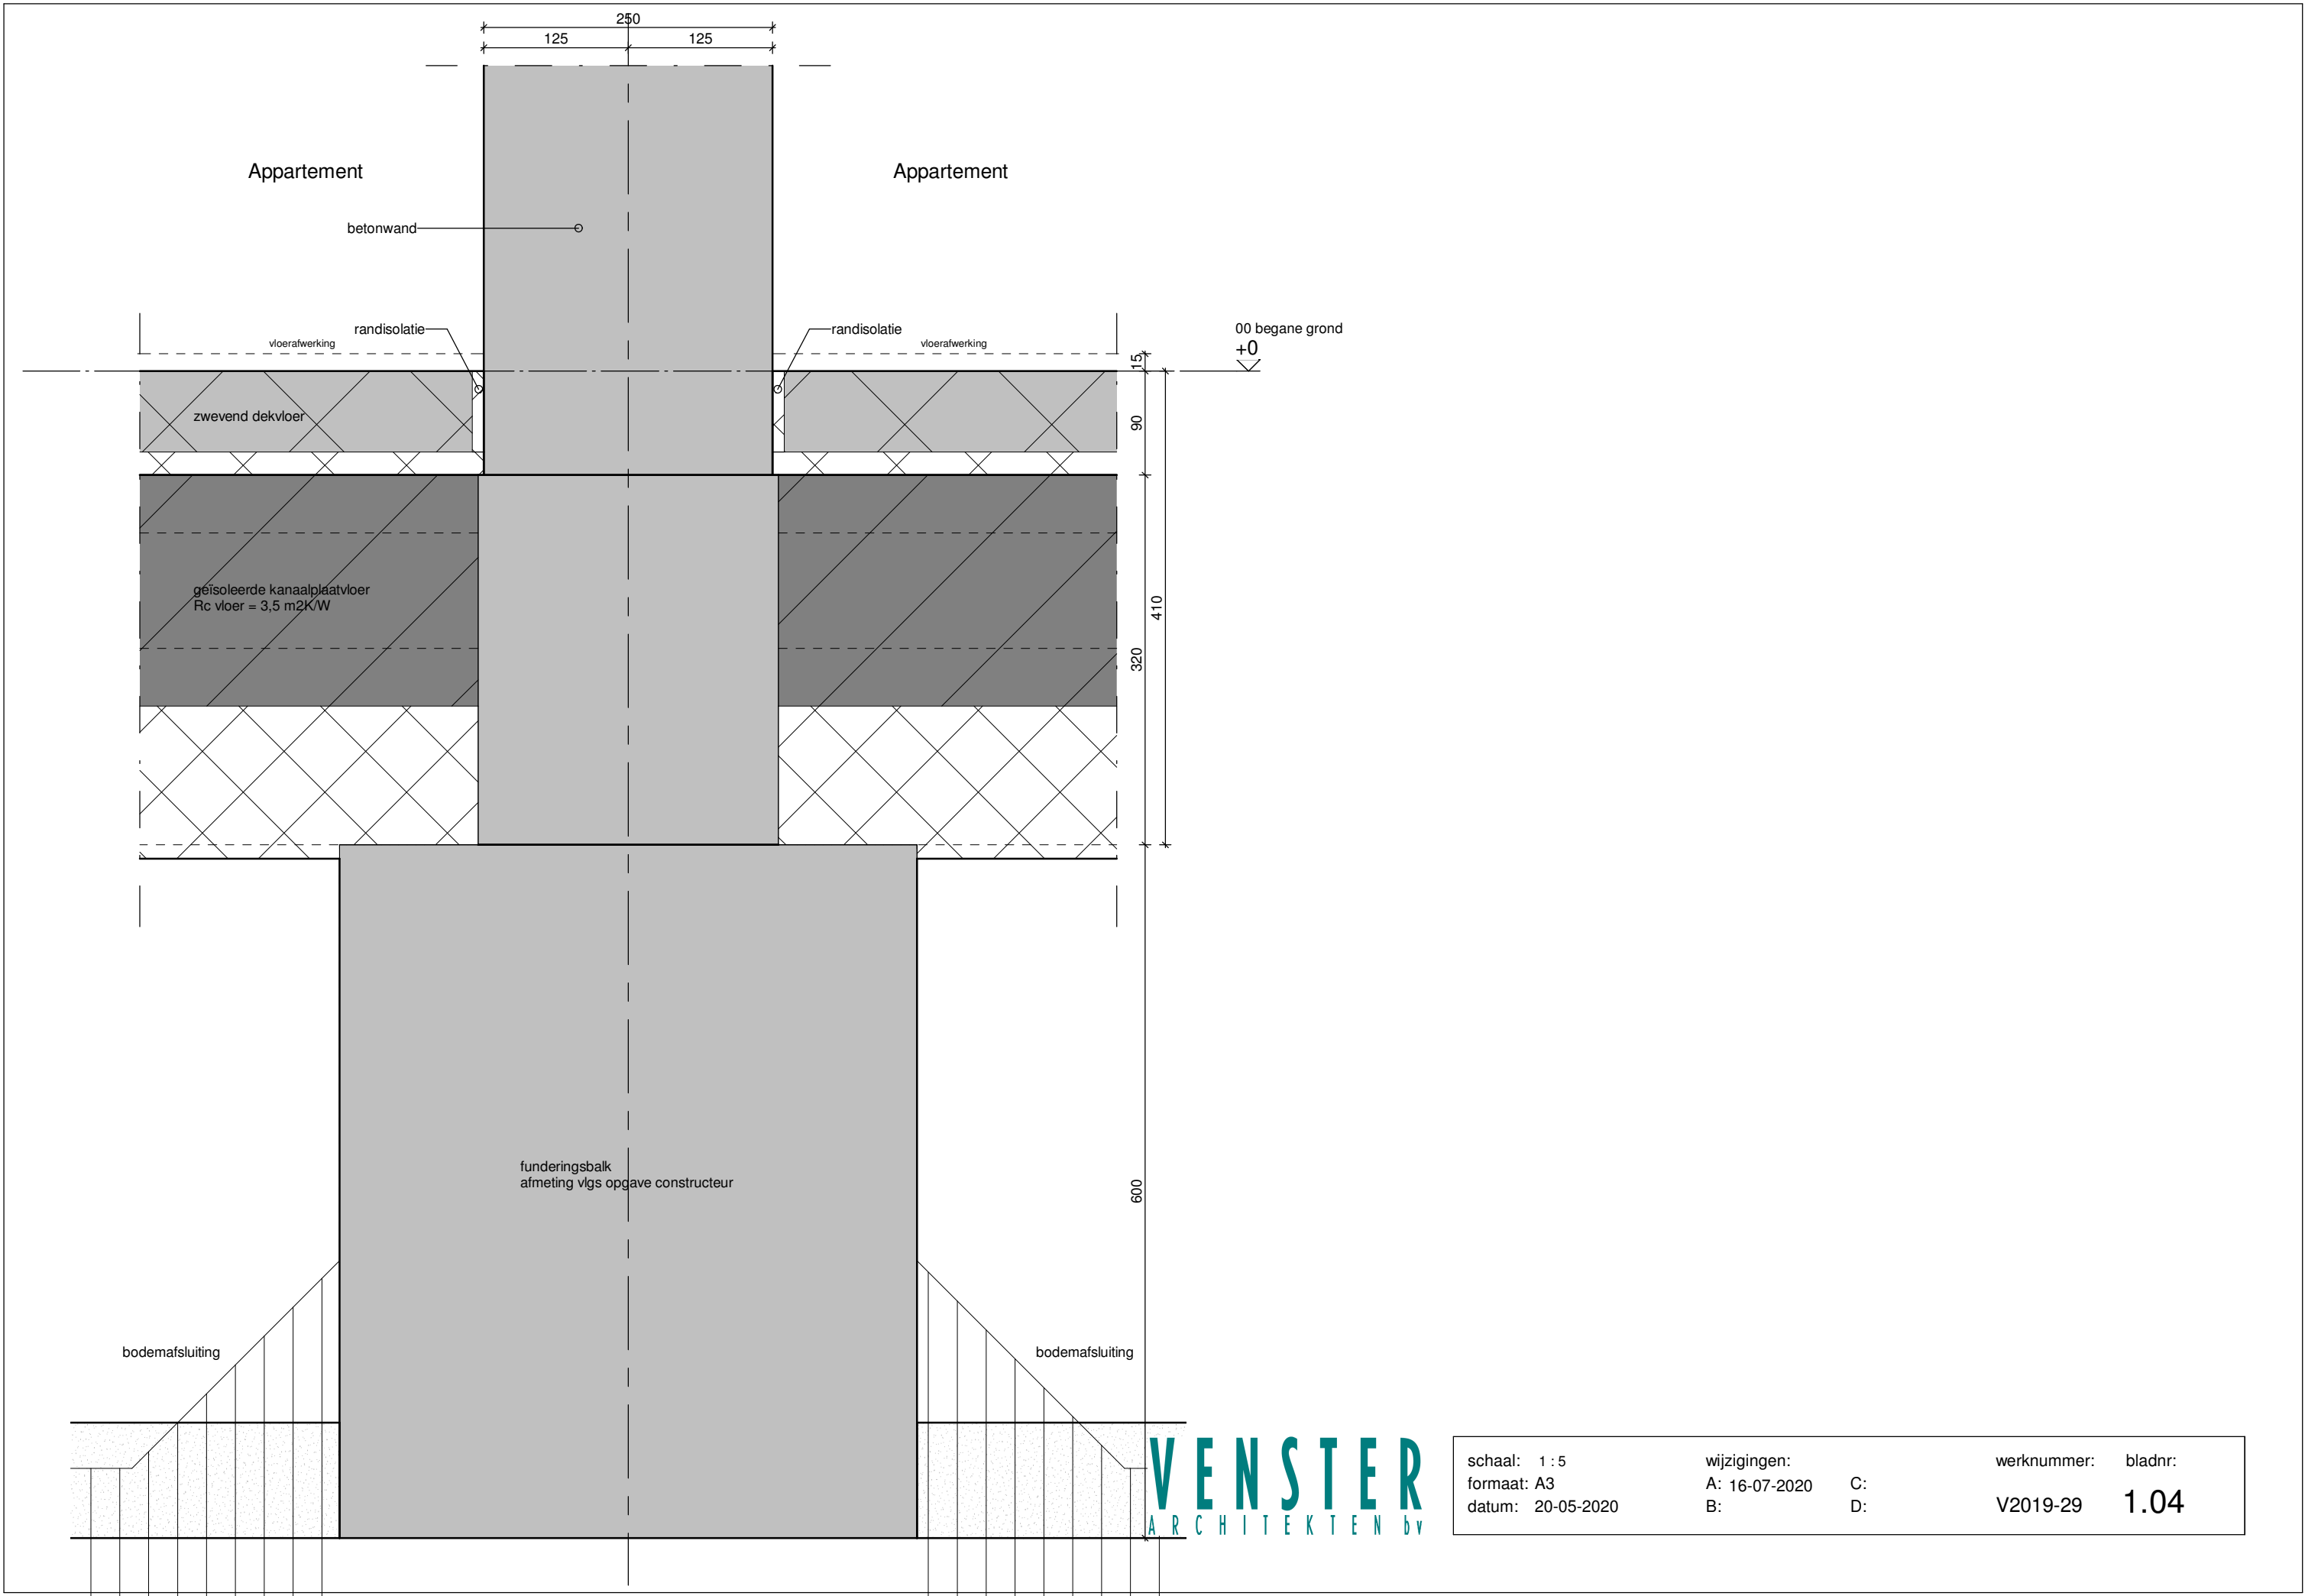 250
125
125
Appartement
Appartement
betonwand
randisolatie
randisolatie
00 begane grond
+0
vloerafwerking
vloerafwerking
15
zwevend dekvloer
90
geïsoleerde kanaalplaatvloer
Rc vloer = 3,5 m2K/W
410
320
funderingsbalk
afmeting vlgs opgave constructeur
600
bodemafsluiting
bodemafsluiting
VENSTER
ARCHITEKTEN bv
schaal: 1 : 5
formaat: A3
datum: 20-05-2020
wijzigingen:
A: 16-07-2020
B:
C:
D:
werknummer:
V2019-29
bladnr:
1.04